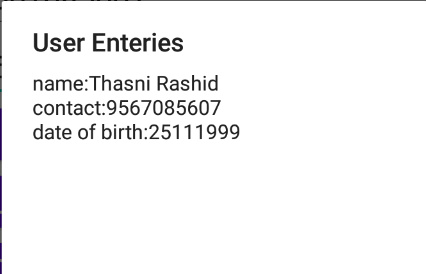 User Enteries
name:Thasni Rashid
contact:9567085607
date of birth:25111999